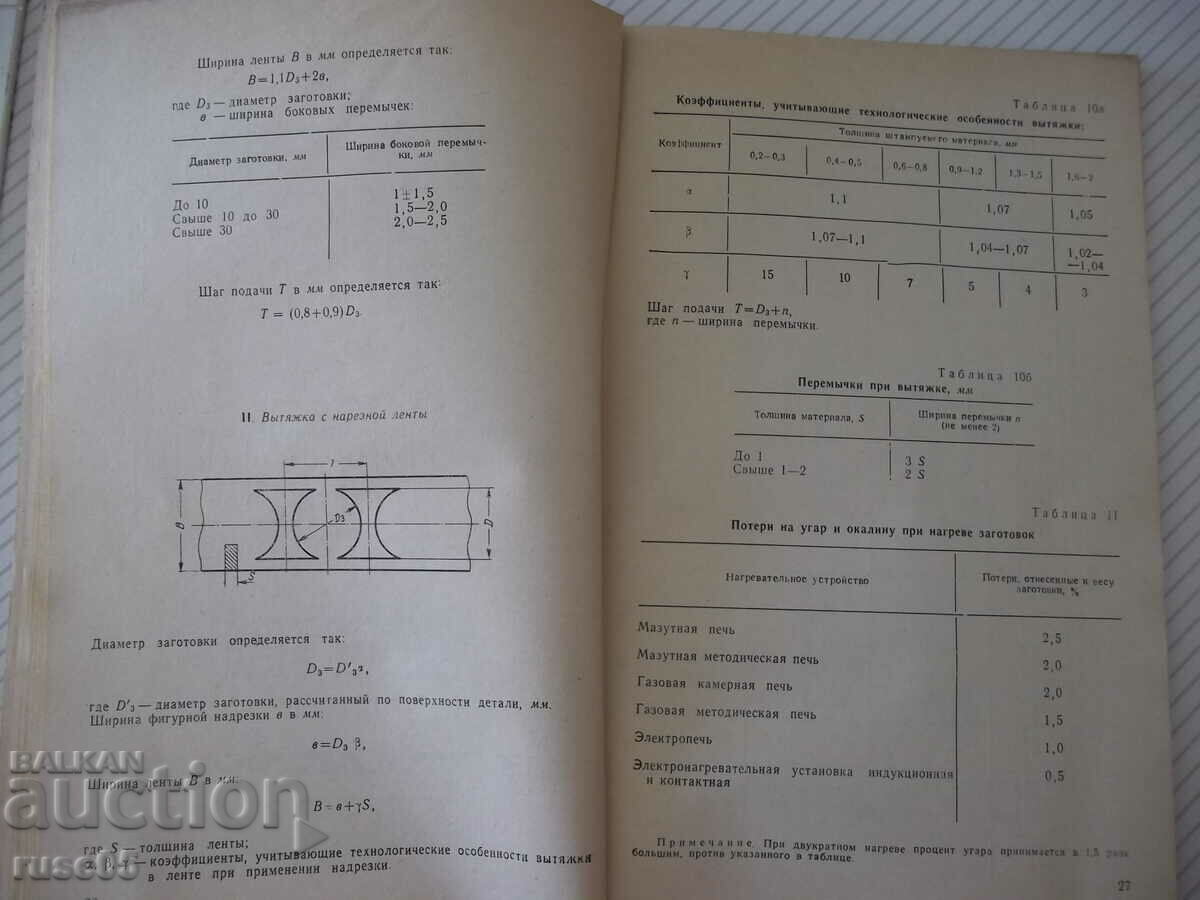 Ширина ленты В в мм определяется так:
В=1,1Dз+2в,
где Dз — диаметр заготовки;
в — ширина боковых перемычек:
Диаметр заготовки, мм
Ширина боковой перемыч-
ки, мм
До 10
1±1,5
Свыше 10 до 30
1,5—2,0
Свыше 30
2,0—2,5
Шаг подачи Т в мм определяется так:
Т = (0,8+0,9)Dз.
II. Вытяжка с нарезной ленты
В
Dз
D
S
Диаметр заготовки определяется так:
Dз=D'з²,
где D'з — диаметр заготовки, рассчитанный по поверхности детали, мм.
Ширина фигурной надрезки в в мм:
в=Dз β,
Ширина ленты В в мм:
В=в+γS,
где S — толщина ленты;
α, β, γ — коэффициенты, учитывающие технологические особенности вытяжки
в ленте при применении надрезки.
Таблица 10а
Коэффициенты, учитывающие технологические особенности вытяжки:
Коэффициент
Толщина штампуемого материала, мм
0,2—0,3 0,4—0,5 0,6—0,8 0,9—1,2 1,3—1,5 1,6—2
α 1,1 1,07 1,05
β 1,07—1,1 1,04—1,07 1,02—
—1,04
γ 15 10 7 5 4 3
Шаг подачи Т=Dз+n,
где n — ширина перемычки.
Таблица 10б
Перемычки при вытяжке, мм
Толщина материала, S
Ширина перемычки n
(не менее 2)
До 1 3 S
Свыше 1—2 2 S
Таблица 11
Потери на угар и окалину при нагреве заготовок
Нагревательное устройство
Потери, отнесенные к весу
заготовки, %
Мазутная печь 2,5
Мазутная методическая печь 2,0
Газовая камерная печь 2,0
Газовая методическая печь 1,5
Электропечь 1,0
Электронагревательная установка индукционная
и контактная 0,5
Примечание. При двукратном нагреве процент угара принимается в 1,5 раза
большим, против указанного в таблице.
27
BALKAN
auction
ruse65